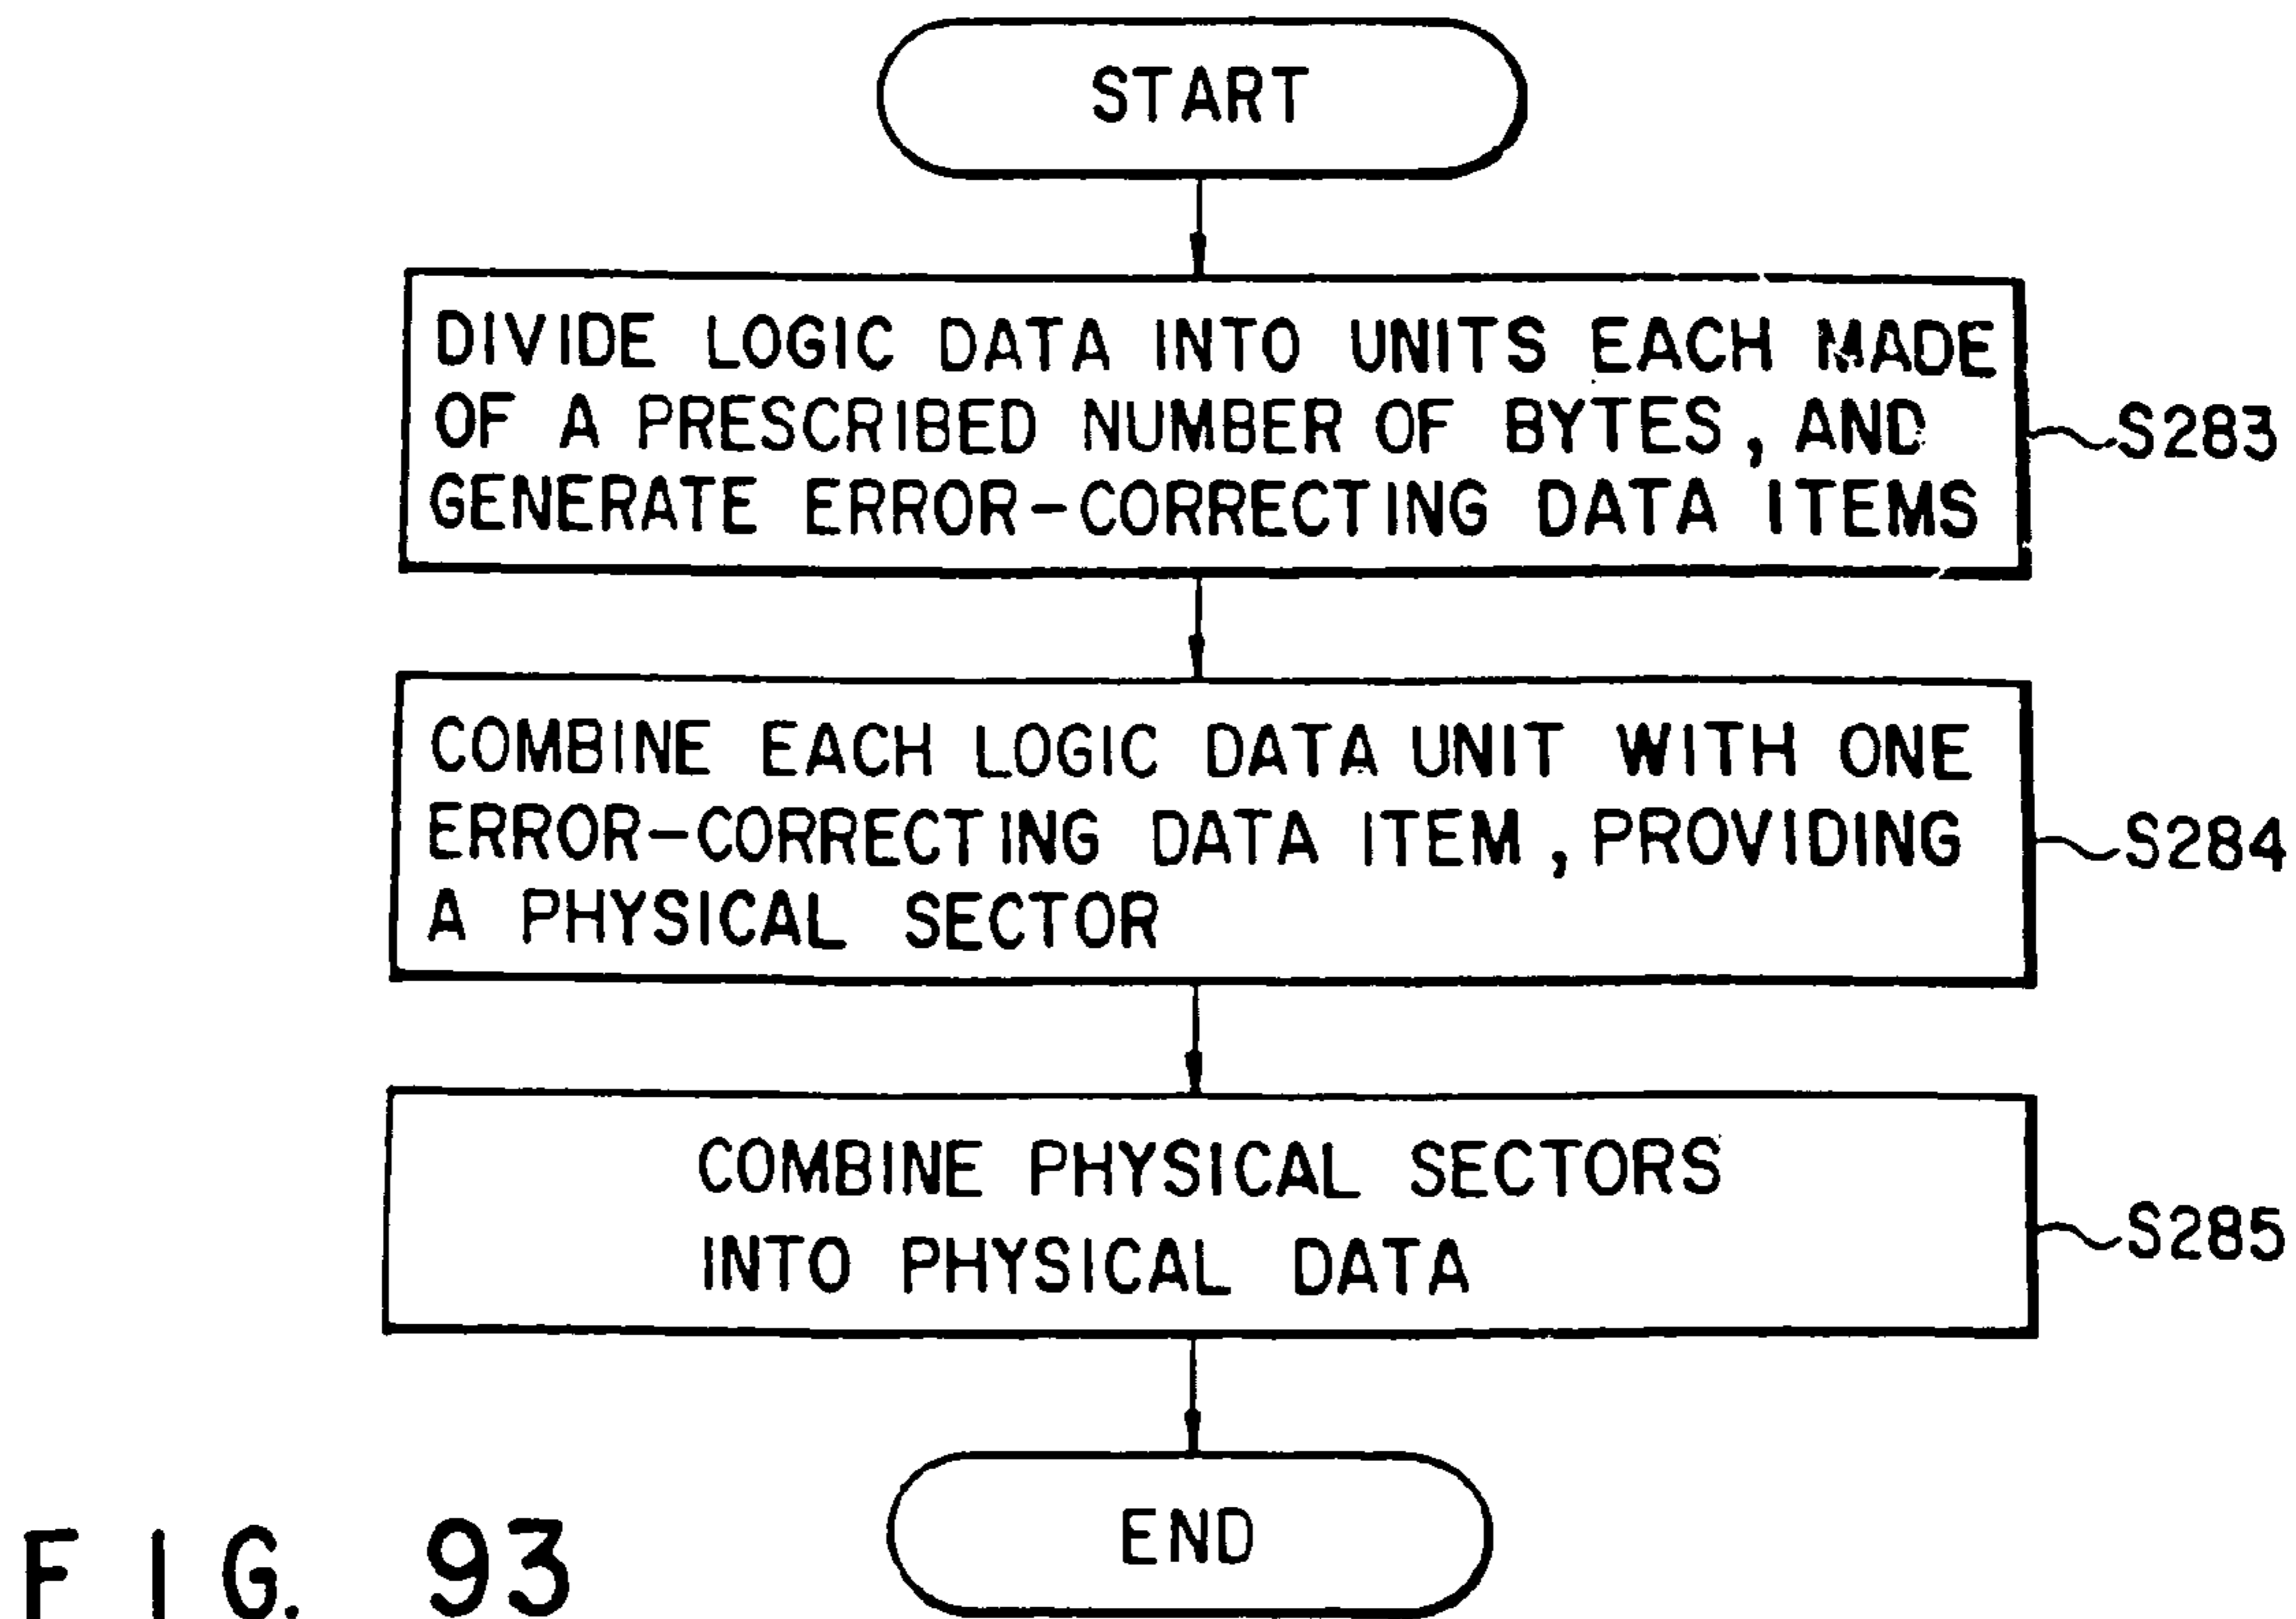 START
DIVIDE LOGIC DATA INTO UNITS EACH MADE
OF A PRESCRIBED NUMBER OF BYTES, AND
GENERATE ERROR-CORRECTING DATA ITEMS
S283
COMBINE EACH LOGIC DATA UNIT WITH ONE
ERROR-CORRECTING DATA ITEM, PROVIDING
A PHYSICAL SECTOR
S284
COMBINE PHYSICAL SECTORS
INTO PHYSICAL DATA
S285
END
FIG. 93